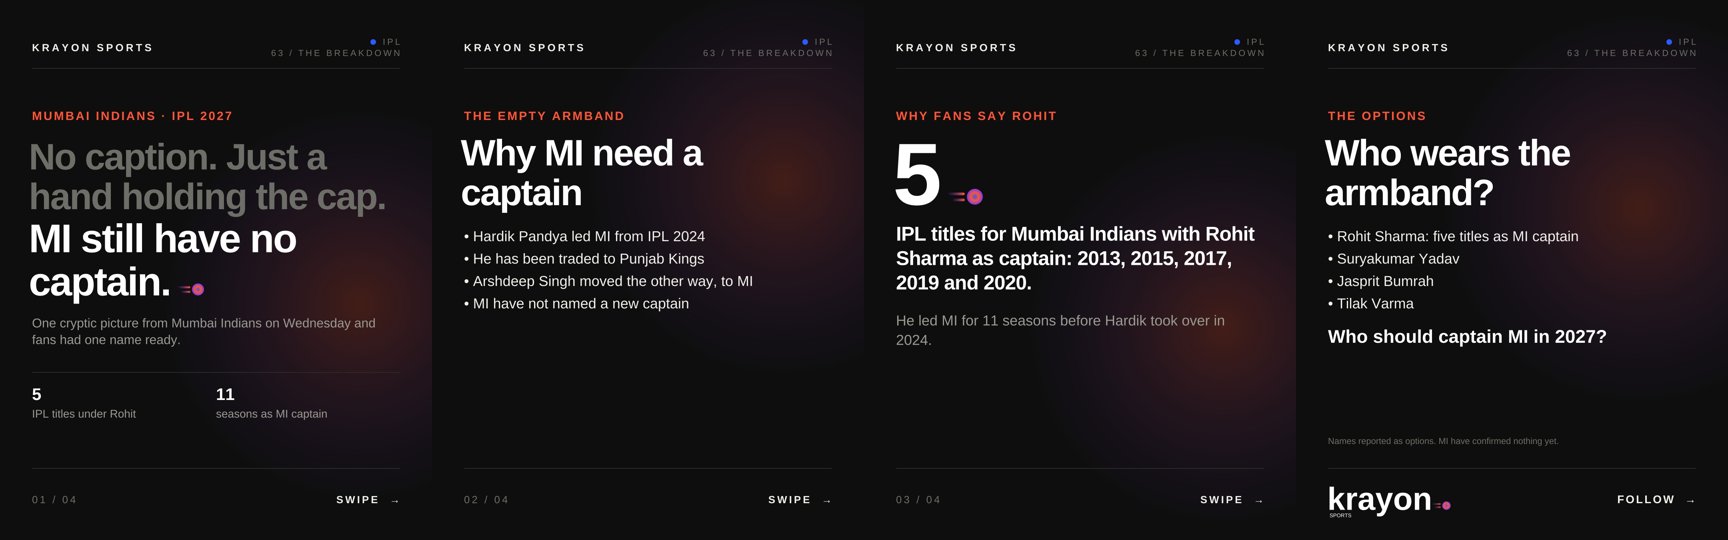 KRAYON SPORTS
IPL
63 / THE BREAKDOWN
MUMBAI INDIANS · IPL 2027
No caption. Just a
hand holding the cap.
MI still have no
captain.
One cryptic picture from Mumbai Indians on Wednesday and
fans had one name ready.
5
IPL titles under Rohit
11
seasons as MI captain
01 / 04
SWIPE →
KRAYON SPORTS
IPL
63 / THE BREAKDOWN
THE EMPTY ARMBAND
Why MI need a
captain
• Hardik Pandya led MI from IPL 2024
• He has been traded to Punjab Kings
• Arshdeep Singh moved the other way, to MI
• MI have not named a new captain
02 / 04
SWIPE →
KRAYON SPORTS
IPL
63 / THE BREAKDOWN
WHY FANS SAY ROHIT
5
IPL titles for Mumbai Indians with Rohit
Sharma as captain: 2013, 2015, 2017,
2019 and 2020.
He led MI for 11 seasons before Hardik took over in
2024.
03 / 04
SWIPE →
KRAYON SPORTS
IPL
63 / THE BREAKDOWN
THE OPTIONS
Who wears the
armband?
• Rohit Sharma: five titles as MI captain
• Suryakumar Yadav
• Jasprit Bumrah
• Tilak Varma
Who should captain MI in 2027?
Names reported as options. MI have confirmed nothing yet.
krayon
SPORTS
FOLLOW →